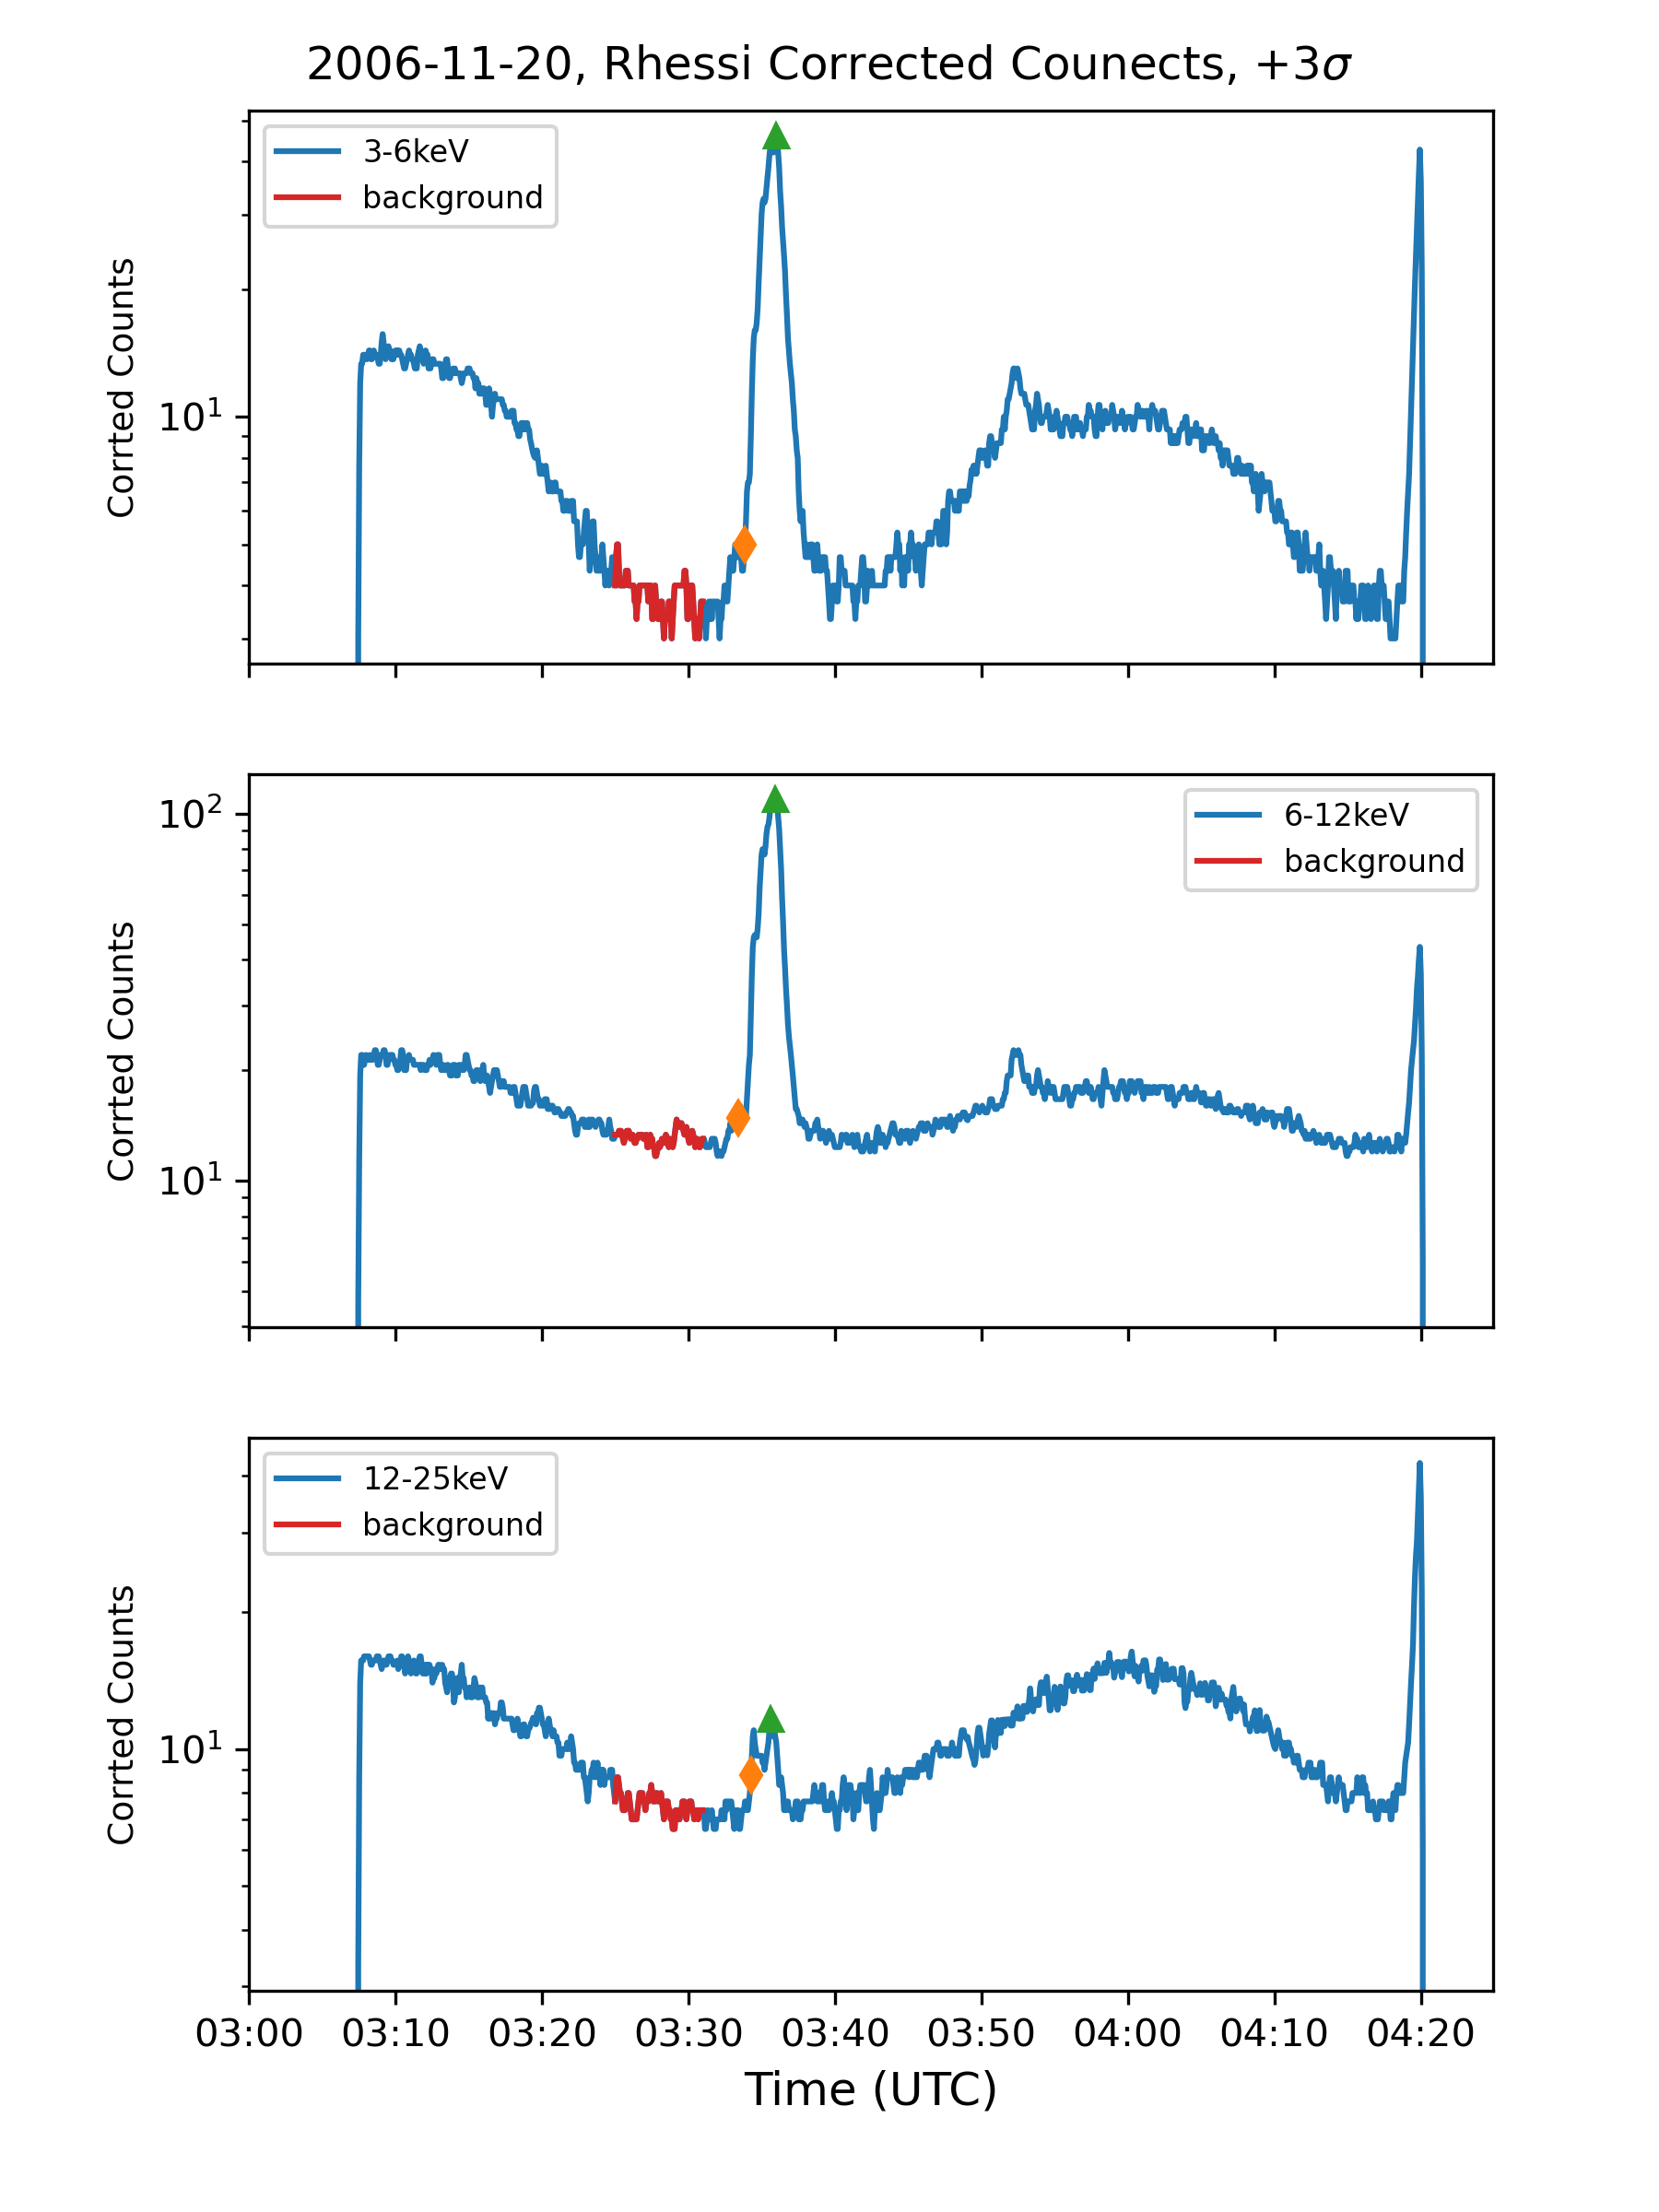 2006-11-20, Rhessi Corrected Counects, +3σ
3-6keV
background
Corrted Counts
10¹
6-12keV
background
Corrted Counts
10²
10¹
12-25keV
background
Corrted Counts
10¹
03:00 03:10 03:20 03:30 03:40 03:50 04:00 04:10 04:20
Time (UTC)